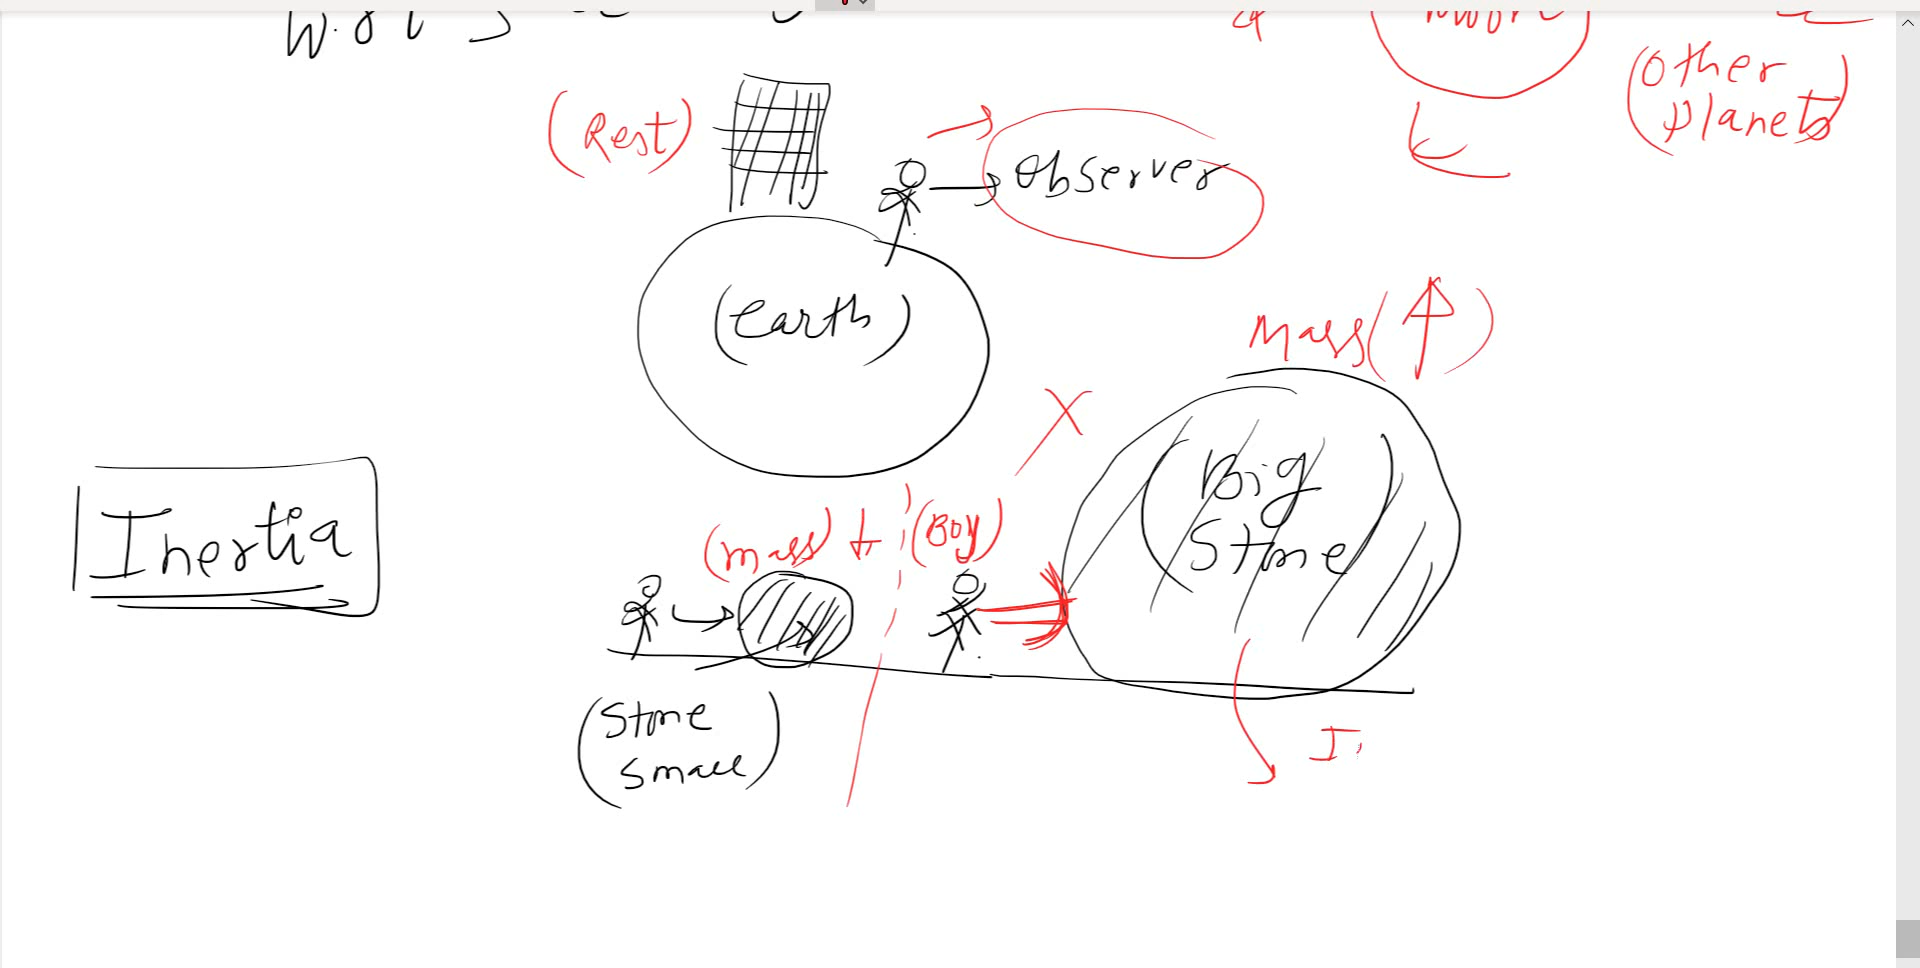 (other
planets)
(Rest)
observer
(earth)
Mass(↑)
(Big
Stone)
Inertia
(mass) ↓
(Boy)
(Stone
small)
I